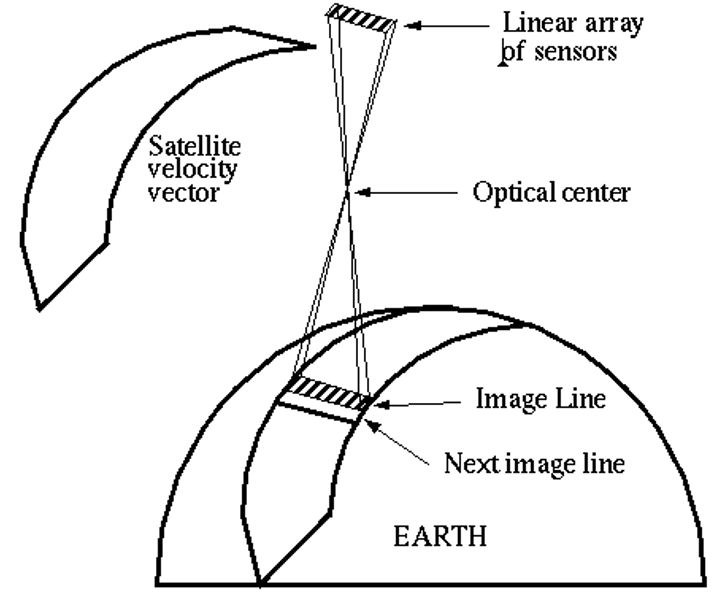 Linear array
of sensors
Satellite
velocity
vector
Optical center
Image Line
Next image line
EARTH